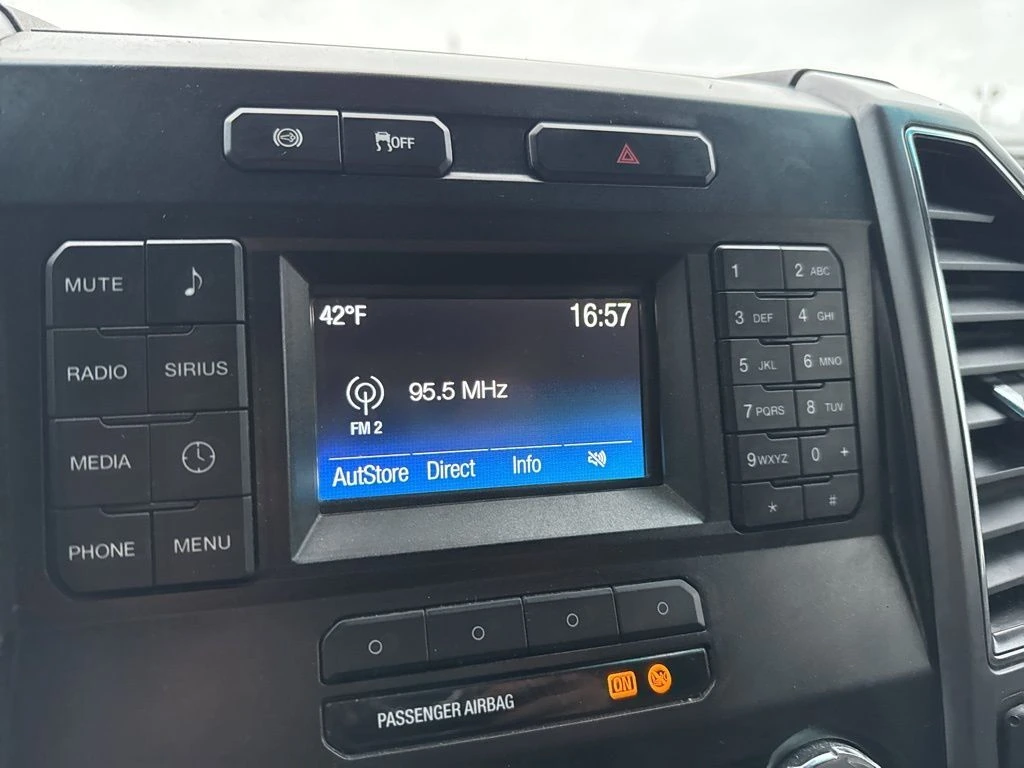 OFF
MUTE
RADIO SIRIUS
MEDIA
PHONE MENU
42°F 16:57
95.5 MHz
FM 2
AutStore Direct Info
1 2 ABC
3 DEF 4 GHI
5 JKL 6 MNO
7 PQRS 8 TUV
9 WXYZ 0 +
* #
PASSENGER AIRBAG ON